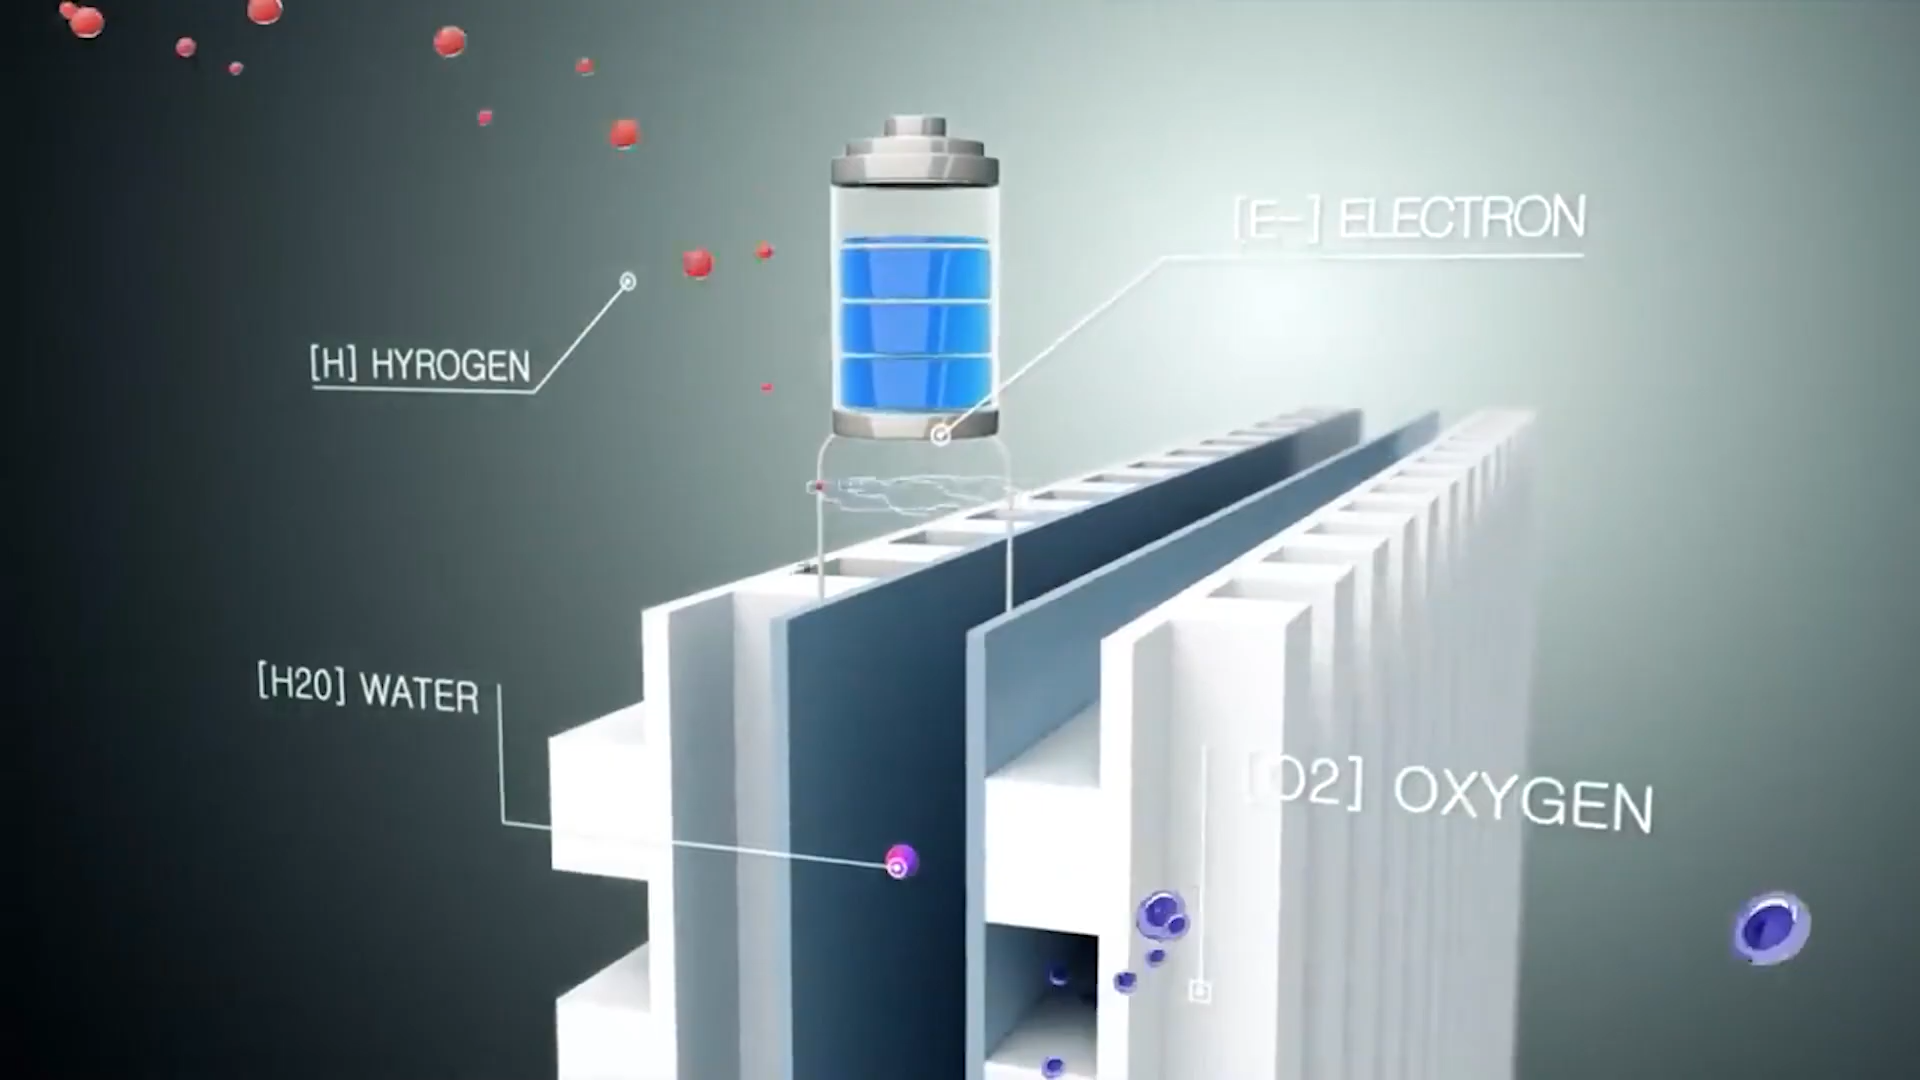 [E-] ELECTRON
[H] HYROGEN
[H20] WATER
[O2] OXYGEN